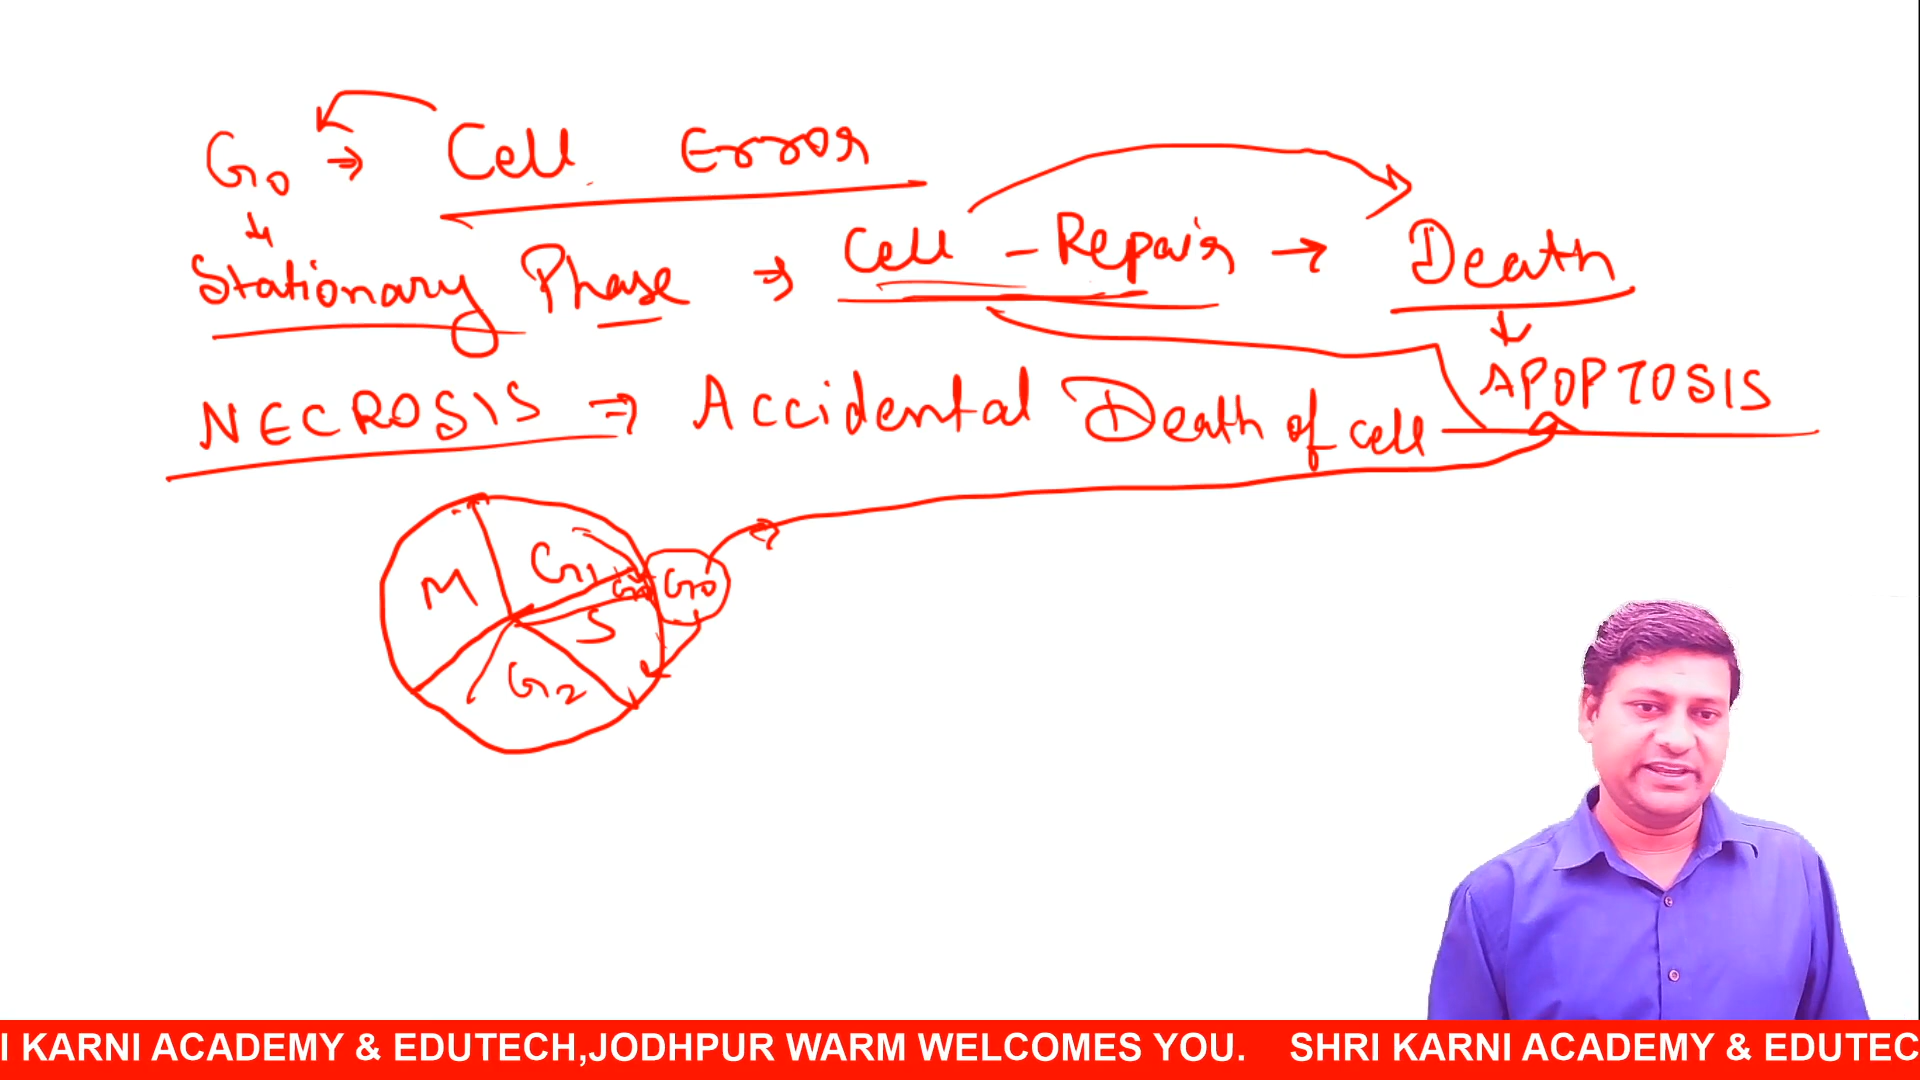 G0 → Cell Error
Stationary Phase → Cell - Repair → Death
APOPTOSIS
NECROSIS ⇒ Accidental Death of cell
M G1 G0 G0
S
G2
I KARNI ACADEMY & EDUTECH,JODHPUR WARM WELCOMES YOU. SHRI KARNI ACADEMY & EDUTEC